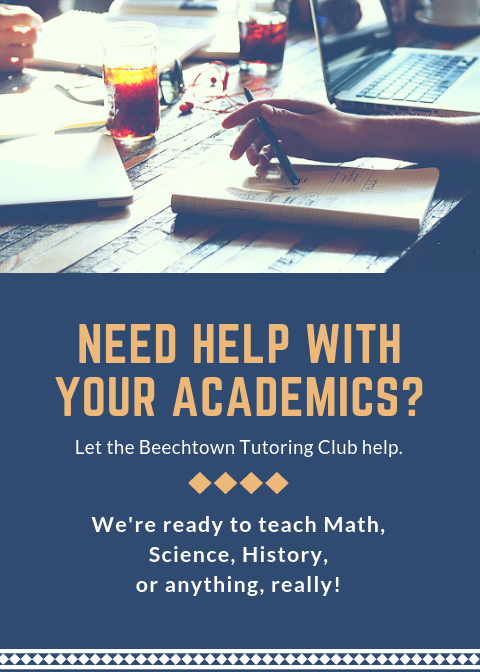 NEED HELP WITH
YOUR ACADEMICS?
Let the Beechtown Tutoring Club help.
We're ready to teach Math,
Science, History,
or anything, really!